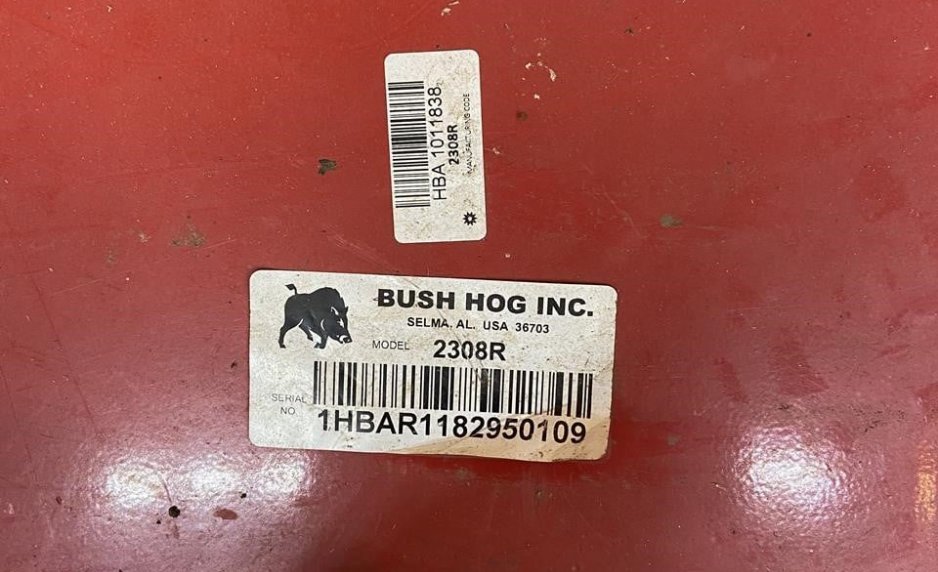 HBA 1011838
2308R
MANUFACTURING CODE
BUSH HOG INC.
SELMA. AL. USA 36703
MODEL 2308R
SERIAL
NO.
1HBAR1182950109